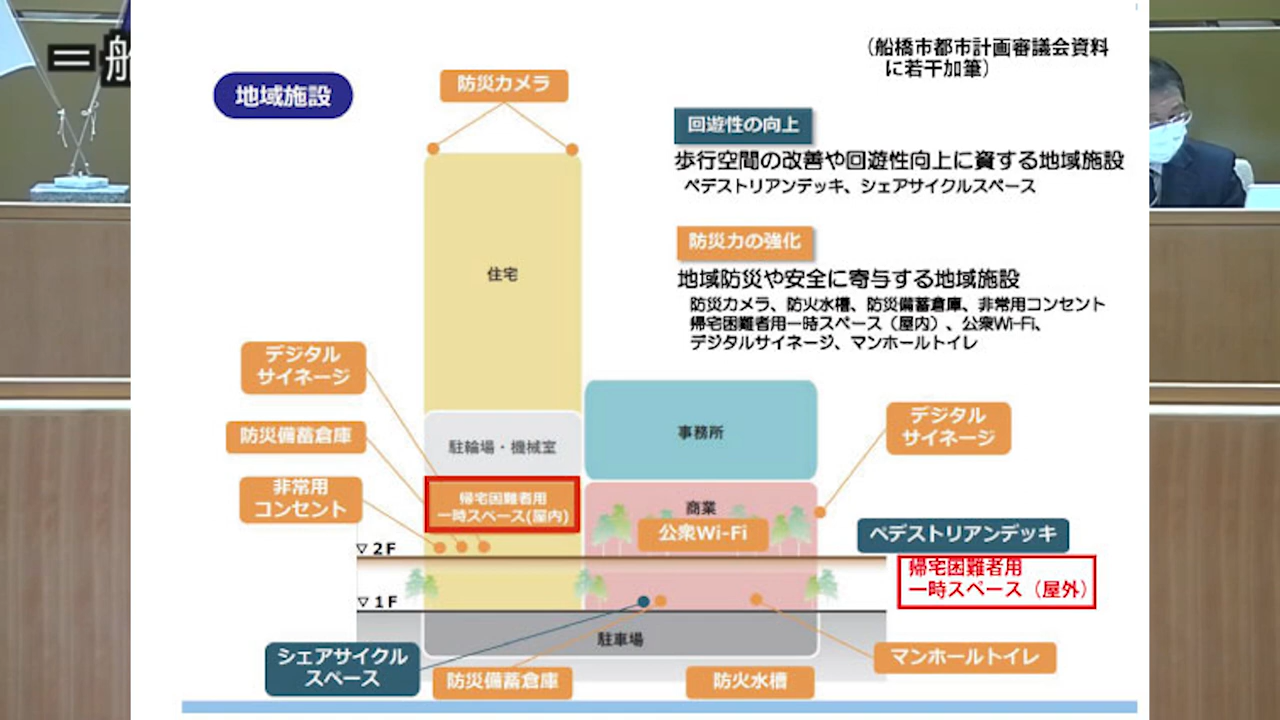 ＝船
(船橋市都市計画審議会資料
に若干加筆)
地域施設
防災カメラ
回遊性の向上
歩行空間の改善や回遊性向上に資する地域施設
ペデストリアンデッキ、シェアサイクルスペース
防災力の強化
地域防災や安全に寄与する地域施設
防災カメラ、防火水槽、防災備蓄倉庫、非常用コンセント
帰宅困難者用一時スペース（屋内）、公衆Wi-Fi、
デジタルサイネージ、マンホールトイレ
住宅
デジタル
サイネージ
防災備蓄倉庫
非常用
コンセント
駐輪場・機械室
帰宅困難者用
一時スペース(屋内)
事務所
商業
公衆Wi-Fi
デジタル
サイネージ
ペデストリアンデッキ
帰宅困難者用
一時スペース（屋外）
▽2F
▽1F
駐車場
シェアサイクル
スペース
防災備蓄倉庫
防火水槽
マンホールトイレ